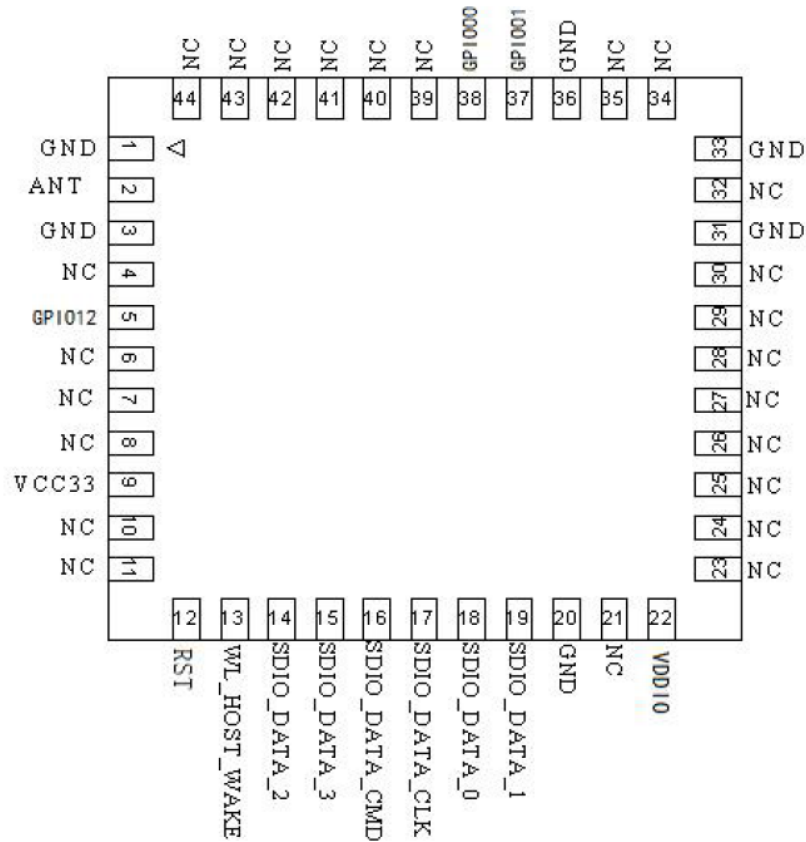 NC
NC
NC
NC
NC
NC
GPIO00
GPIO01
GND
NC
NC
44
43
42
41
40
39
38
37
36
35
34
GND 1
ANT 2
GND 3
NC 4
GPIO12 5
NC 6
NC 7
NC 8
VCC33 9
NC 10
NC 11
33 GND
32 NC
31 GND
30 NC
29 NC
28 NC
27 NC
26 NC
25 NC
24 NC
23 NC
12
13
14
15
16
17
18
19
20
21
22
RST
WL_HOST_WAKE
SDIO_DATA_2
SDIO_DATA_3
SDIO_DATA_CMD
SDIO_DATA_CLK
SDIO_DATA_0
SDIO_DATA_1
GND
NC
VDDIO